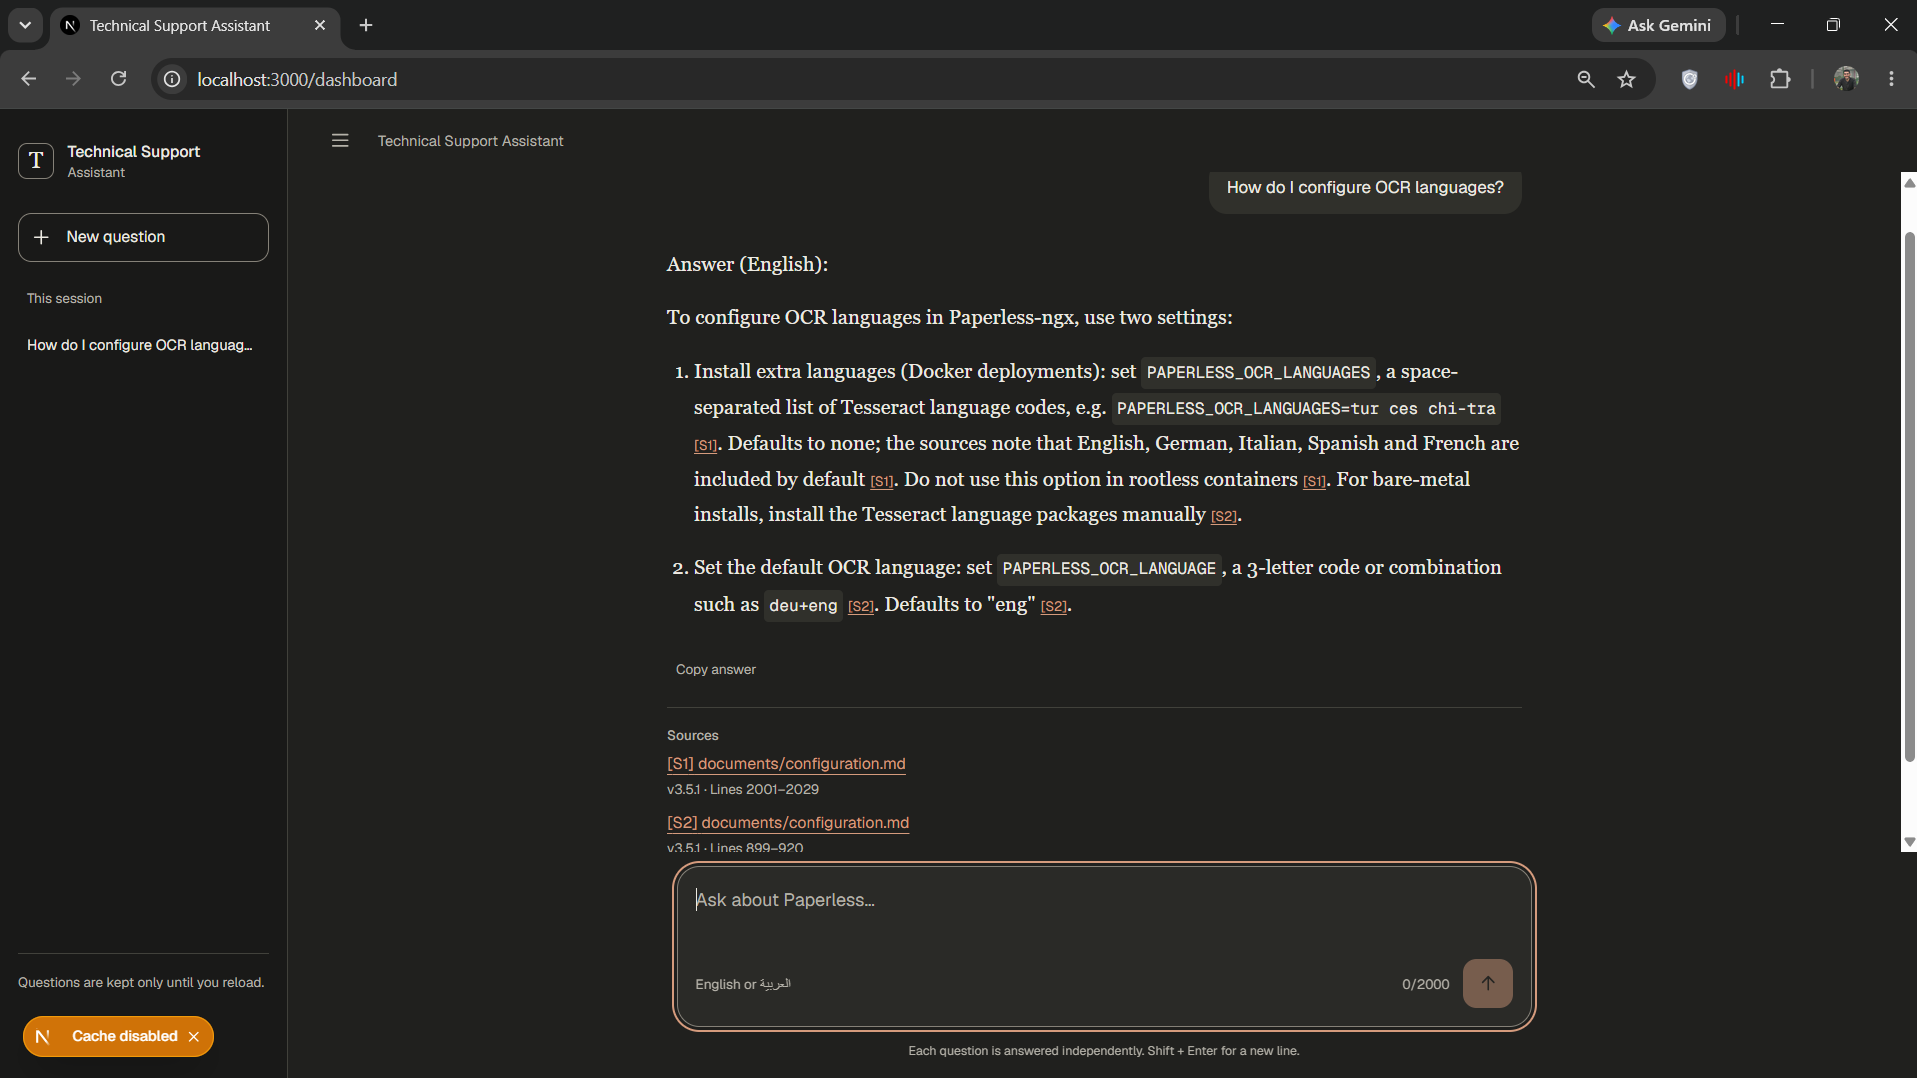 Technical Support Assistant
Ask Gemini
localhost:3000/dashboard
T
Technical Support
Assistant
New question
This session
How do I configure OCR languag...
Questions are kept only until you reload.
N Cache disabled
Technical Support Assistant
How do I configure OCR languages?
Answer (English):
To configure OCR languages in Paperless-ngx, use two settings:
1. Install extra languages (Docker deployments): set PAPERLESS_OCR_LANGUAGES, a space-
separated list of Tesseract language codes, e.g. PAPERLESS_OCR_LANGUAGES=tur ces chi-tra
[S1]. Defaults to none; the sources note that English, German, Italian, Spanish and French are
included by default [S1]. Do not use this option in rootless containers [S1]. For bare-metal
installs, install the Tesseract language packages manually [S2].
2. Set the default OCR language: set PAPERLESS_OCR_LANGUAGE, a 3-letter code or combination
such as deu+eng [S2]. Defaults to "eng" [S2].
Copy answer
Sources
[S1] documents/configuration.md
v3.5.1 · Lines 2001–2029
[S2] documents/configuration.md
v3.5.1 · Lines 899–920
Ask about Paperless...
English or العربية
0/2000
Each question is answered independently. Shift + Enter for a new line.